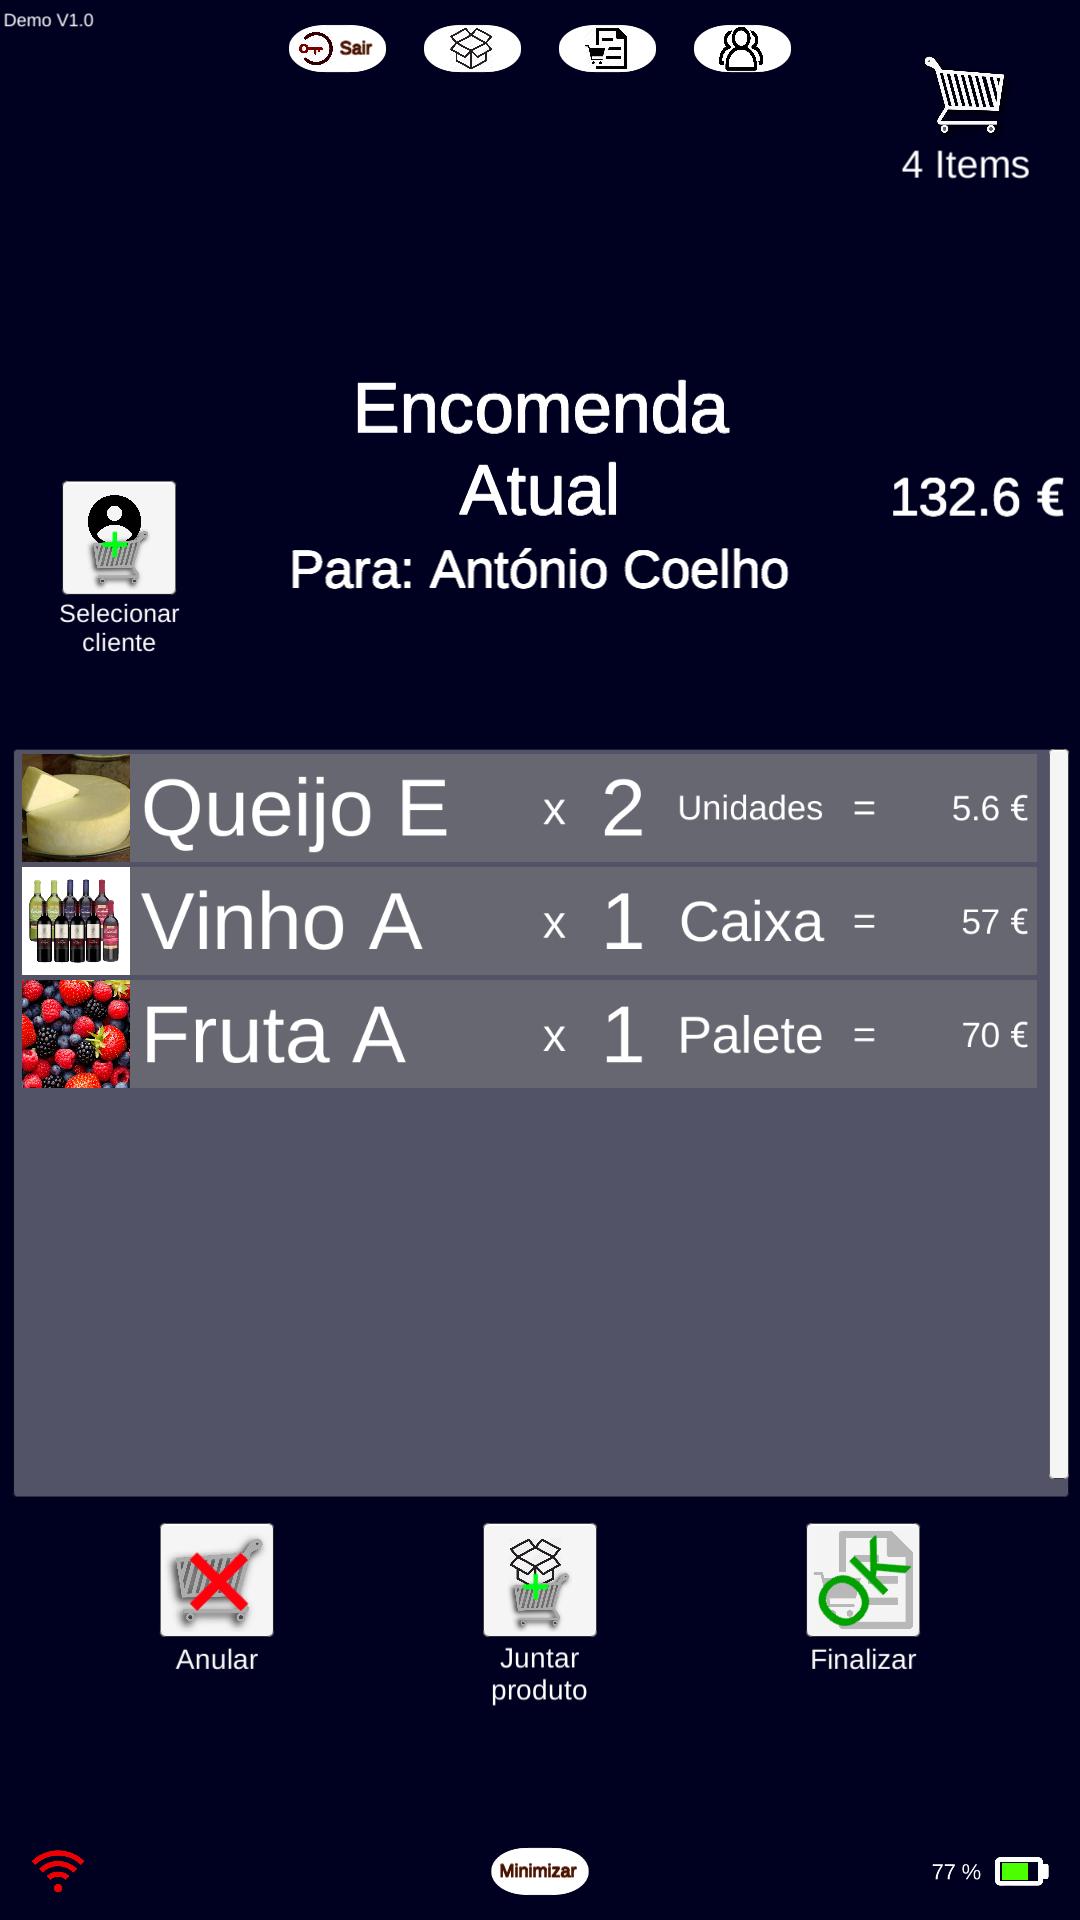 Demo V1.0
Sair
4 Items
Encomenda
Atual
132.6 €
Para: António Coelho
Selecionar
cliente
Queijo E x 2 Unidades = 5.6 €
Vinho A x 1 Caixa = 57 €
Fruta A x 1 Palete = 70 €
OK
Anular
Juntar
produto
Finalizar
Minimizar
77 %